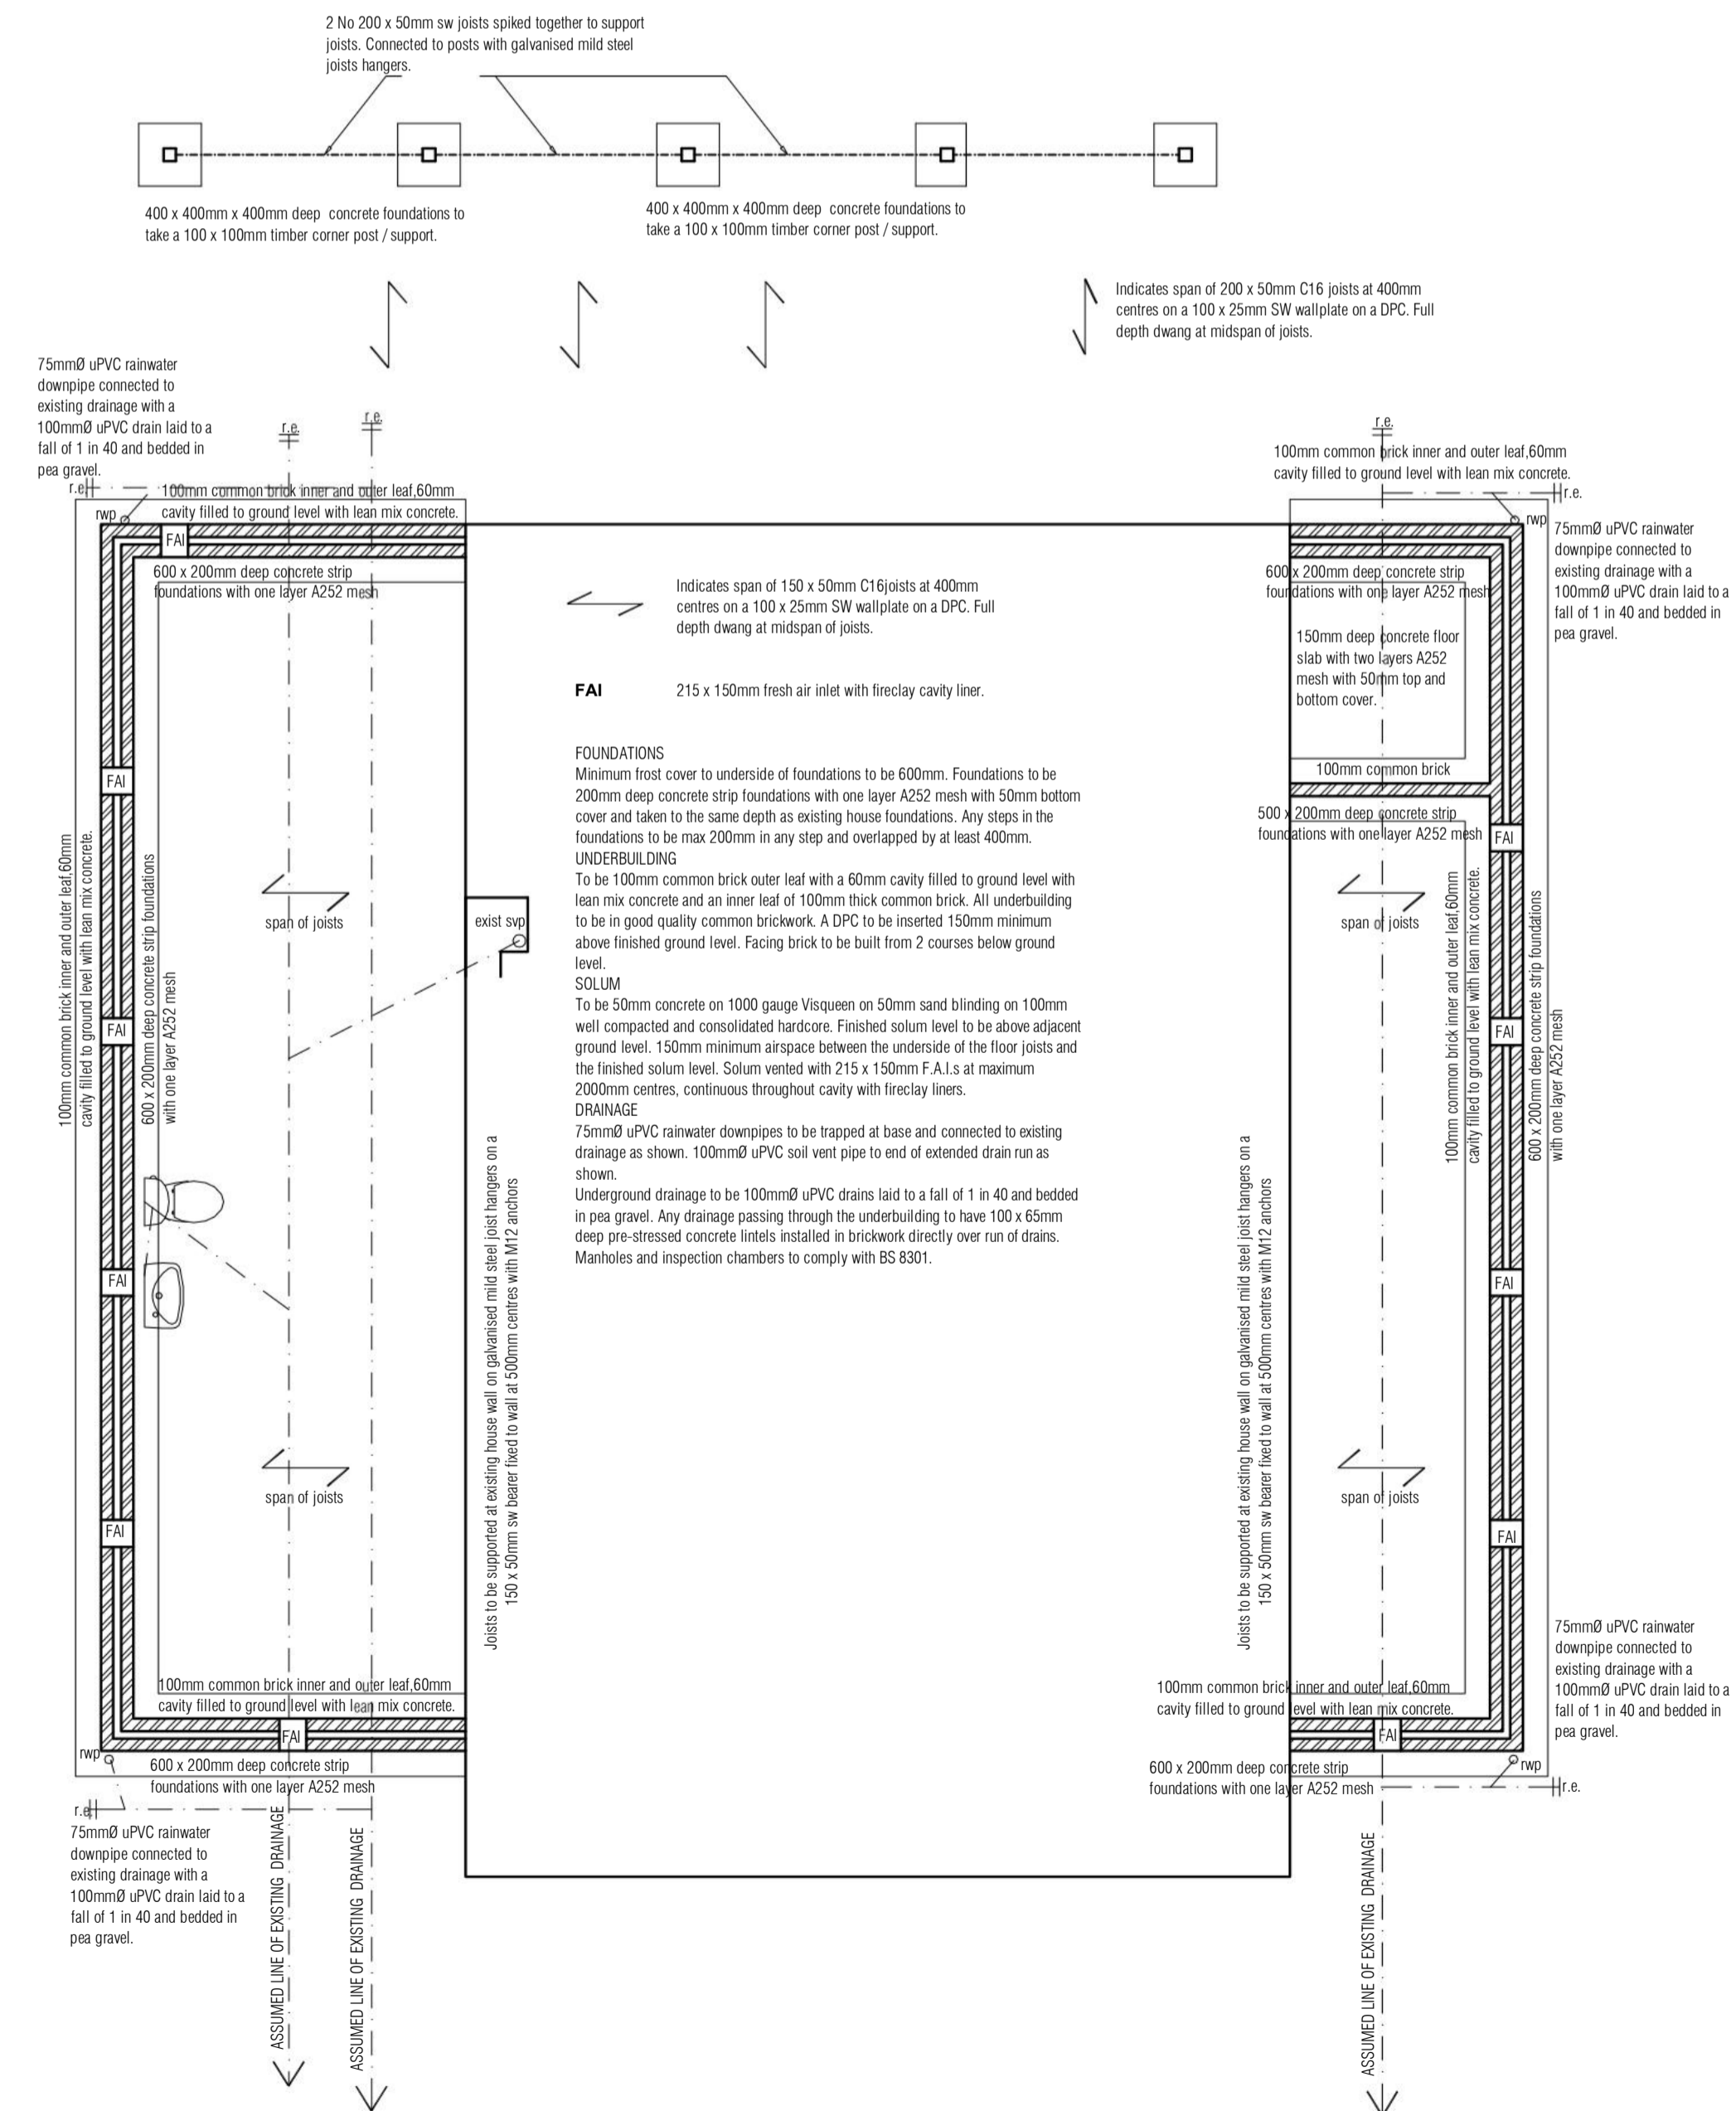 2 No 200 x 50mm sw joists spiked together to support
joists. Connected to posts with galvanised mild steel
joists hangers.
400 x 400mm x 400mm deep concrete foundations to
take a 100 x 100mm timber corner post / support.
400 x 400mm x 400mm deep concrete foundations to
take a 100 x 100mm timber corner post / support.
Indicates span of 200 x 50mm C16 joists at 400mm
centres on a 100 x 25mm SW wallplate on a DPC. Full
depth dwang at midspan of joists.
75mmØ uPVC rainwater
downpipe connected to
existing drainage with a
100mmØ uPVC drain laid to a
fall of 1 in 40 and bedded in
pea gravel.
r.e.
r.e.
r.e.
r.e.
100mm common brick inner and outer leaf,60mm
cavity filled to ground level with lean mix concrete.
rwp
FAI
600 x 200mm deep concrete strip
foundations with one layer A252 mesh
100mm common brick inner and outer leaf,60mm
cavity filled to ground level with lean mix concrete.
r.e.
rwp
75mmØ uPVC rainwater
downpipe connected to
existing drainage with a
100mmØ uPVC drain laid to a
fall of 1 in 40 and bedded in
pea gravel.
600 x 200mm deep concrete strip
foundations with one layer A252 mesh
150mm deep concrete floor
slab with two layers A252
mesh with 50mm top and
bottom cover.
100mm common brick
500 x 200mm deep concrete strip
foundations with one layer A252 mesh
Indicates span of 150 x 50mm C16joists at 400mm
centres on a 100 x 25mm SW wallplate on a DPC. Full
depth dwang at midspan of joists.
FAI
215 x 150mm fresh air inlet with fireclay cavity liner.
FOUNDATIONS
Minimum frost cover to underside of foundations to be 600mm. Foundations to be
200mm deep concrete strip foundations with one layer A252 mesh with 50mm bottom
cover and taken to the same depth as existing house foundations. Any steps in the
foundations to be max 200mm in any step and overlapped by at least 400mm.
UNDERBUILDING
To be 100mm common brick outer leaf with a 60mm cavity filled to ground level with
lean mix concrete and an inner leaf of 100mm thick common brick. All underbuilding
to be in good quality common brickwork. A DPC to be inserted 150mm minimum
above finished ground level. Facing brick to be built from 2 courses below ground
level.
SOLUM
To be 50mm concrete on 1000 gauge Visqueen on 50mm sand blinding on 100mm
well compacted and consolidated hardcore. Finished solum level to be above adjacent
ground level. 150mm minimum airspace between the underside of the floor joists and
the finished solum level. Solum vented with 215 x 150mm F.A.I.s at maximum
2000mm centres, continuous throughout cavity with fireclay liners.
DRAINAGE
75mmØ uPVC rainwater downpipes to be trapped at base and connected to existing
drainage as shown. 100mmØ uPVC soil vent pipe to end of extended drain run as
shown.
Underground drainage to be 100mmØ uPVC drains laid to a fall of 1 in 40 and bedded
in pea gravel. Any drainage passing through the underbuilding to have 100 x 65mm
deep pre-stressed concrete lintels installed in brickwork directly over run of drains.
Manholes and inspection chambers to comply with BS 8301.
FAI
FAI
FAI
FAI
100mm common brick inner and outer leaf,60mm
cavity filled to ground level with lean mix concrete.
600 x 200mm deep concrete strip foundations
with one layer A252 mesh
span of joists
exist svp
span of joists
Joists to be supported at existing house wall on galvanised mild steel joist hangers on a
150 x 50mm sw bearer fixed to wall at 500mm centres with M12 anchors
Joists to be supported at existing house wall on galvanised mild steel joist hangers on a
150 x 50mm sw bearer fixed to wall at 500mm centres with M12 anchors
span of joists
span of joists
100mm common brick inner and outer leaf,60mm
cavity filled to ground level with lean mix concrete.
FAI
FAI
FAI
FAI
600 x 200mm deep concrete strip foundations
with one layer A252 mesh
100mm common brick inner and outer leaf,60mm
cavity filled to ground level with lean mix concrete.
FAI
rwp
600 x 200mm deep concrete strip
foundations with one layer A252 mesh
r.e.
75mmØ uPVC rainwater
downpipe connected to
existing drainage with a
100mmØ uPVC drain laid to a
fall of 1 in 40 and bedded in
pea gravel.
ASSUMED LINE OF EXISTING DRAINAGE
ASSUMED LINE OF EXISTING DRAINAGE
100mm common brick inner and outer leaf,60mm
cavity filled to ground level with lean mix concrete.
FAI
600 x 200mm deep concrete strip
foundations with one layer A252 mesh
rwp
r.e.
75mmØ uPVC rainwater
downpipe connected to
existing drainage with a
100mmØ uPVC drain laid to a
fall of 1 in 40 and bedded in
pea gravel.
ASSUMED LINE OF EXISTING DRAINAGE